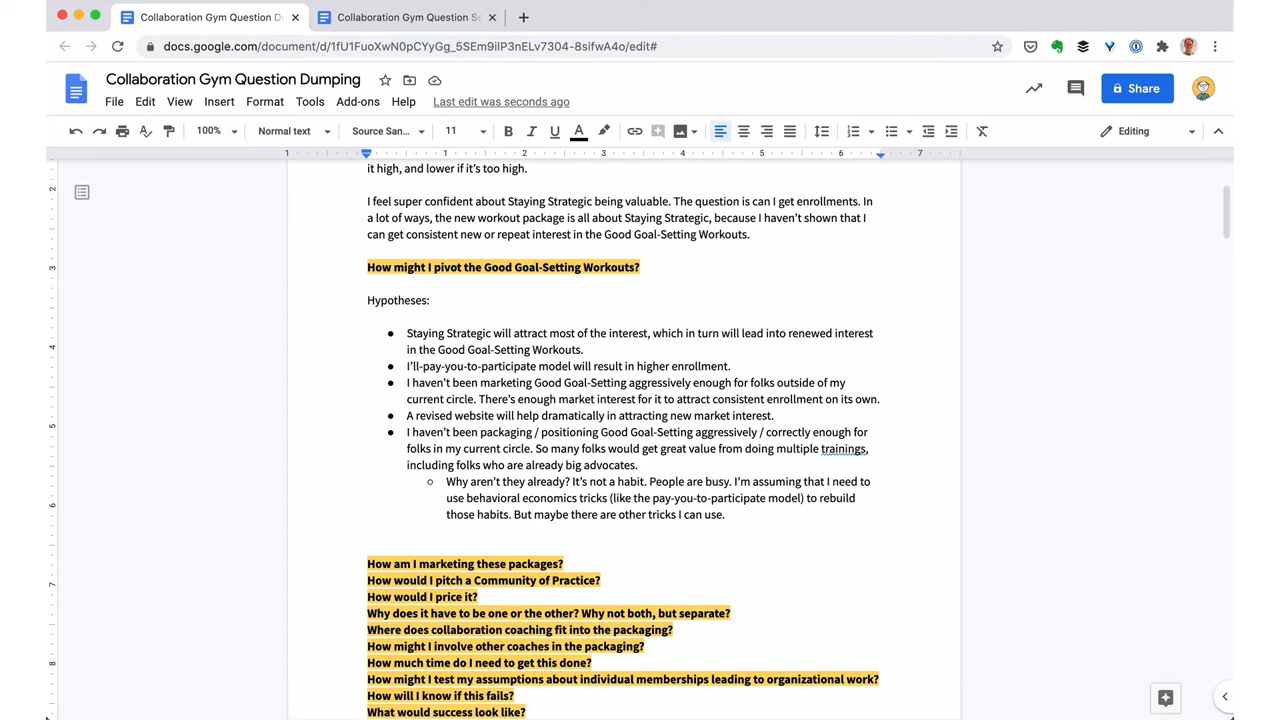 Collaboration Gym Question D
Collaboration Gym Question S
docs.google.com/document/d/1fU1FuoXwN0pCYyGg_5SEm9ilP3nELv7304-8sifwA4o/edit#
Collaboration Gym Question Dumping
File Edit View Insert Format Tools Add-ons Help Last edit was seconds ago
Share
100% Normal text Source San... 11 B I U A Editing
1 1 2 3 4 5 6 7
2
3
4
5
6
7
8
it high, and lower if it's too high.
I feel super confident about Staying Strategic being valuable. The question is can I get enrollments. In
a lot of ways, the new workout package is all about Staying Strategic, because I haven't shown that I
can get consistent new or repeat interest in the Good Goal-Setting Workouts.
How might I pivot the Good Goal-Setting Workouts?
Hypotheses:
● Staying Strategic will attract most of the interest, which in turn will lead into renewed interest
in the Good Goal-Setting Workouts.
● I'll-pay-you-to-participate model will result in higher enrollment.
● I haven't been marketing Good Goal-Setting aggressively enough for folks outside of my
current circle. There's enough market interest for it to attract consistent enrollment on its own.
● A revised website will help dramatically in attracting new market interest.
● I haven't been packaging / positioning Good Goal-Setting aggressively / correctly enough for
folks in my current circle. So many folks would get great value from doing multiple trainings,
including folks who are already big advocates.
○ Why aren't they already? It's not a habit. People are busy. I'm assuming that I need to
use behavioral economics tricks (like the pay-you-to-participate model) to rebuild
those habits. But maybe there are other tricks I can use.
How am I marketing these packages?
How would I pitch a Community of Practice?
How would I price it?
Why does it have to be one or the other? Why not both, but separate?
Where does collaboration coaching fit into the packaging?
How might I involve other coaches in the packaging?
How much time do I need to get this done?
How might I test my assumptions about individual memberships leading to organizational work?
How will I know if this fails?
What would success look like?